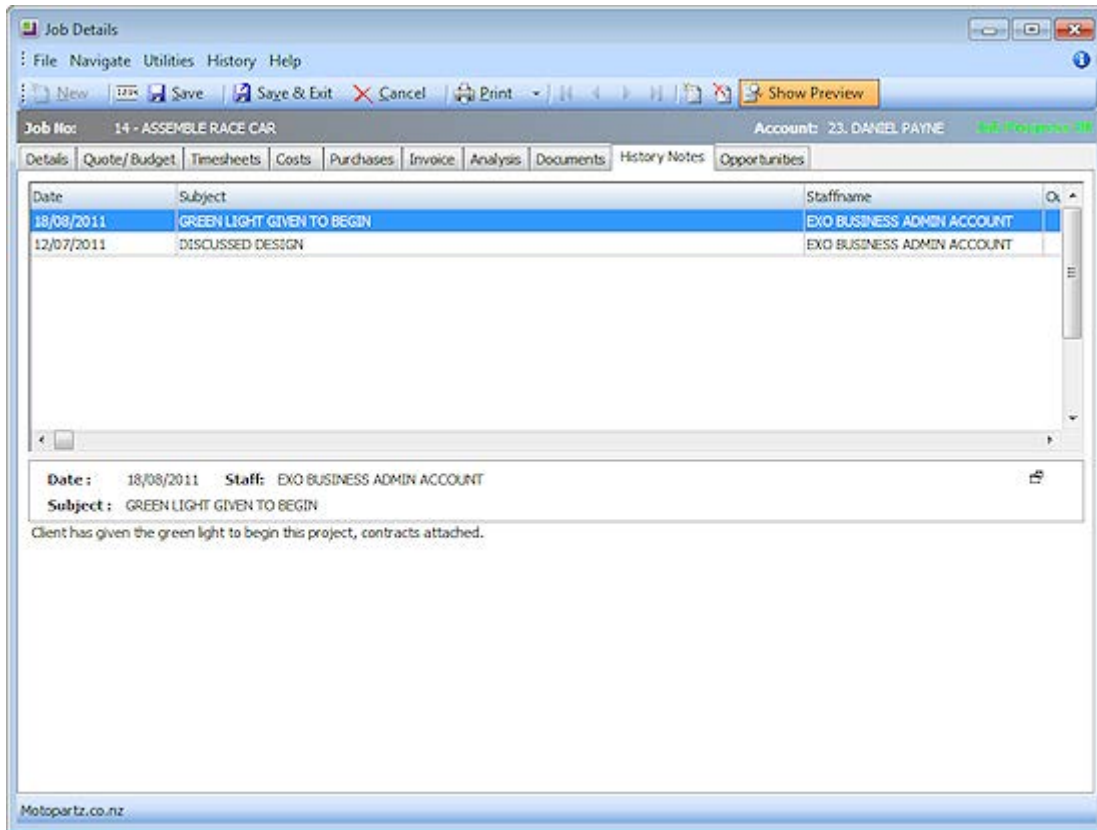 Job Details
File Navigate Utilities History Help
New Save Save & Exit Cancel Print Show Preview
Job No: 14 - ASSEMBLE RACE CAR Account: 23. DANIEL PAYNE
Details Quote/Budget Timesheets Costs Purchases Invoice Analysis Documents History Notes Opportunities
Date Subject Staffname
18/08/2011 GREEN LIGHT GIVEN TO BEGIN EXO BUSINESS ADMIN ACCOUNT
12/07/2011 DISCUSSED DESIGN EXO BUSINESS ADMIN ACCOUNT
Date : 18/08/2011 Staff: EXO BUSINESS ADMIN ACCOUNT
Subject : GREEN LIGHT GIVEN TO BEGIN
Client has given the green light to begin this project, contracts attached.
Motopartz.co.nz